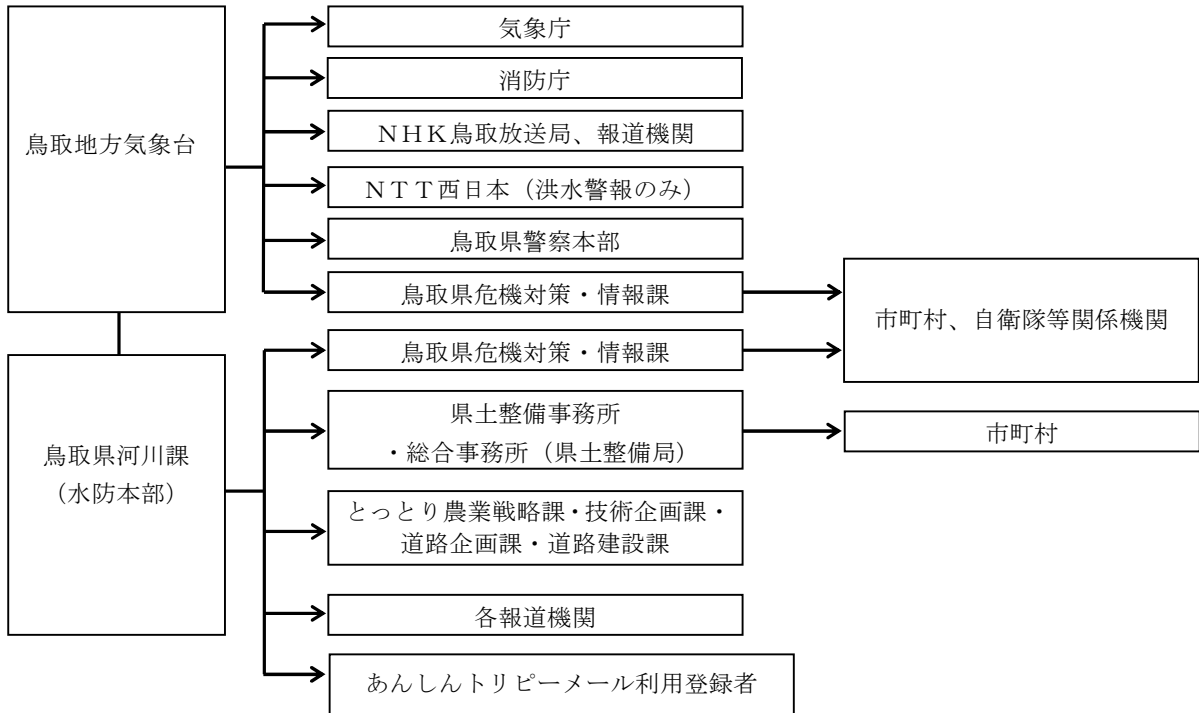 気象庁
消防庁
鳥取地方気象台
ＮＨＫ鳥取放送局、報道機関
ＮＴＴ西日本（洪水警報のみ）
鳥取県警察本部
鳥取県危機対策・情報課
市町村、自衛隊等関係機関
鳥取県危機対策・情報課
県土整備事務所
・総合事務所（県土整備局）
市町村
鳥取県河川課
（水防本部）
とっとり農業戦略課・技術企画課・
道路企画課・道路建設課
各報道機関
あんしんトリピーメール利用登録者